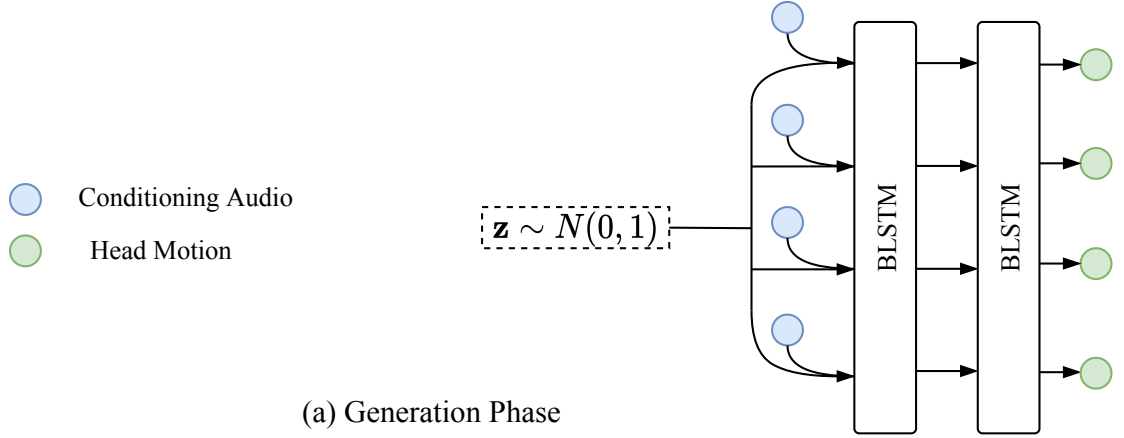 Conditioning Audio
Head Motion
z ∼ N(0, 1)
BLSTM
BLSTM
(a) Generation Phase